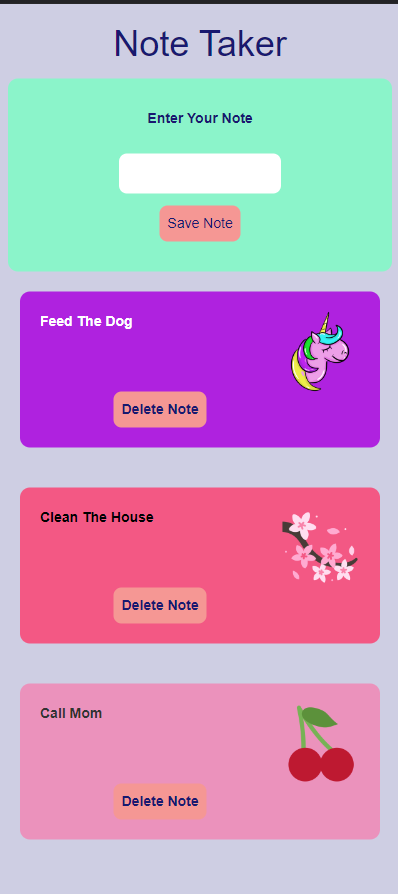 Note Taker
Enter Your Note
Save Note
Feed The Dog
Delete Note
Clean The House
Delete Note
Call Mom
Delete Note